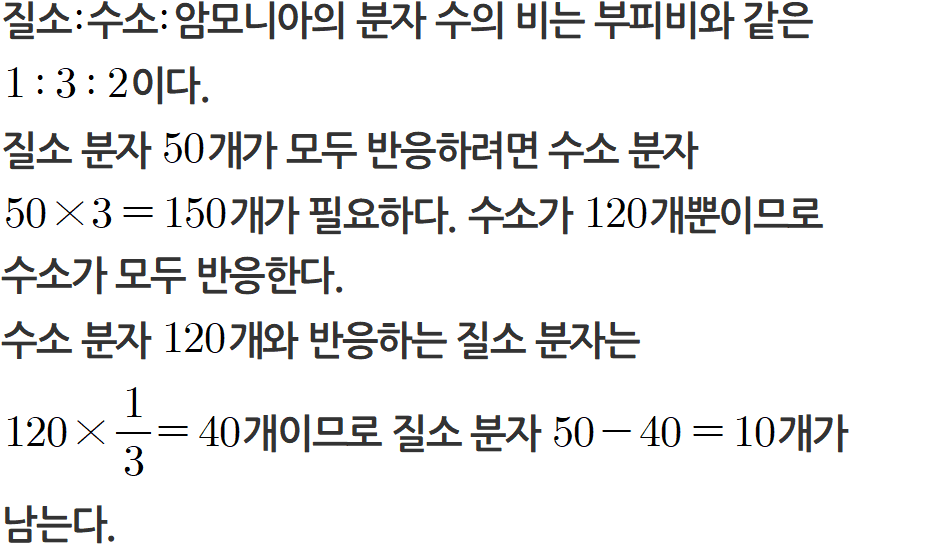 질소:수소:암모니아의 분자 수의 비는 부피비와 같은
1 : 3 : 2이다.
질소 분자 50개가 모두 반응하려면 수소 분자
50×3=150개가 필요하다. 수소가 120개뿐이므로
수소가 모두 반응한다.
수소 분자 120개와 반응하는 질소 분자는
120×1/3=40개이므로 질소 분자 50-40=10개가
남는다.